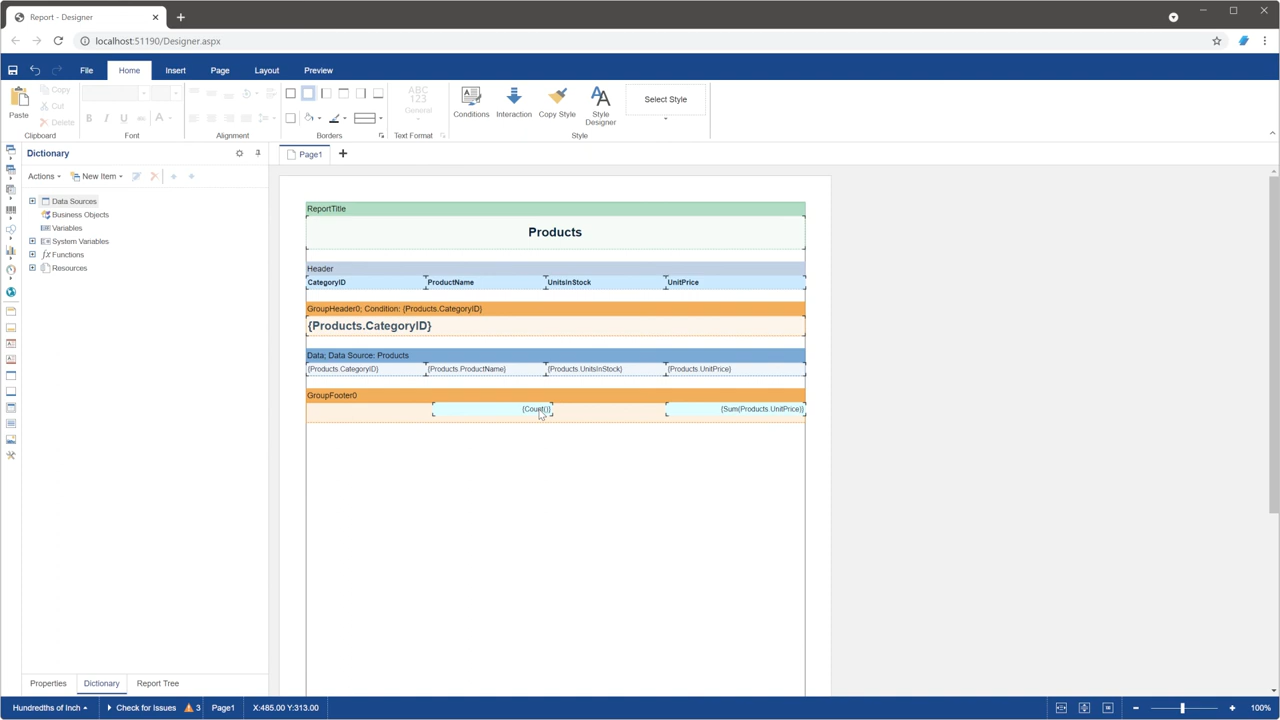 Report - Designer
localhost:51190/Designer.aspx
File Home Insert Page Layout Preview
Paste
Copy
Cut
Delete
Clipboard
B I U A
Font
Alignment
Borders
ABC
123
General
Text Format
Conditions
Interaction
Copy Style
Style
Designer
Select Style
Style
Dictionary
Page1
Actions New Item
Data Sources
Business Objects
Variables
System Variables
fx Functions
Resources
ReportTitle
Products
Header
CategoryID ProductName UnitsInStock UnitPrice
GroupHeader0; Condition: {Products.CategoryID}
{Products.CategoryID}
Data; Data Source: Products
{Products.CategoryID} {Products.ProductName} {Products.UnitsInStock} {Products.UnitPrice}
GroupFooter0
{Count()} {Sum(Products.UnitPrice)}
Properties Dictionary Report Tree
Hundredths of Inch Check for Issues 3 Page1 X:485.00 Y:313.00 100%